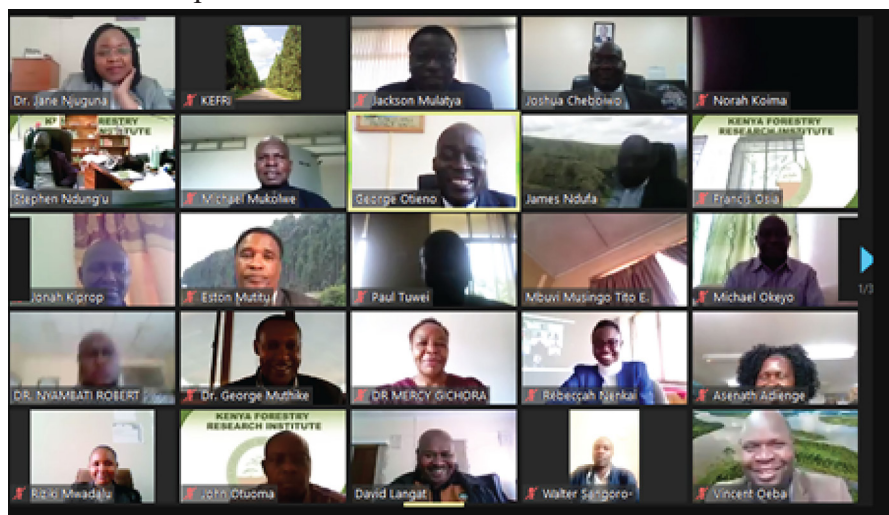 Dr. Jane Njuguna
KEFRI
Jackson Mulatya
Joshua Cheboiwo
Norah Koima
FORESTRY
Stephen Ndung'u
Michael Mukolwe
George Otieno
James Ndufa
KENYA FORESTRY
RESEARCH INSTITUTE
Francis Osia
Jonah Kiprop
Eston Mutitu
Paul Tuwei
Mbuvi Musingo Tito E.
Michael Okeyo
1/3
DR. NYAMBATI ROBERT
Dr. George Muthike
DR MERCY GICHORA
Rebeccah Nenkai
Asenath Adienge
Riziki Mwadalu
KENYA FORESTRY
RESEARCH INSTITUTE
John Otuoma
David Langat
Walter Sangoro-
Vincent Oeba